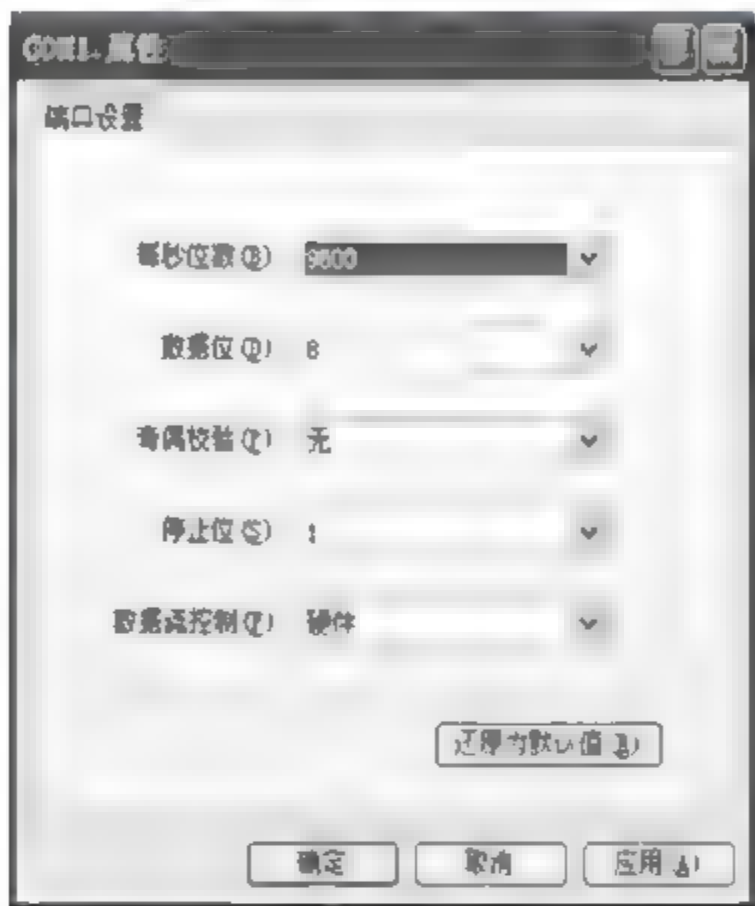 COM1 属性
端口设置
每秒位数(B) 9600
数据位(D) 8
奇偶校验(P) 无
停止位(S) 1
数据流控制(F) 硬件
还原为默认值(R)
确定 取消 应用(A)